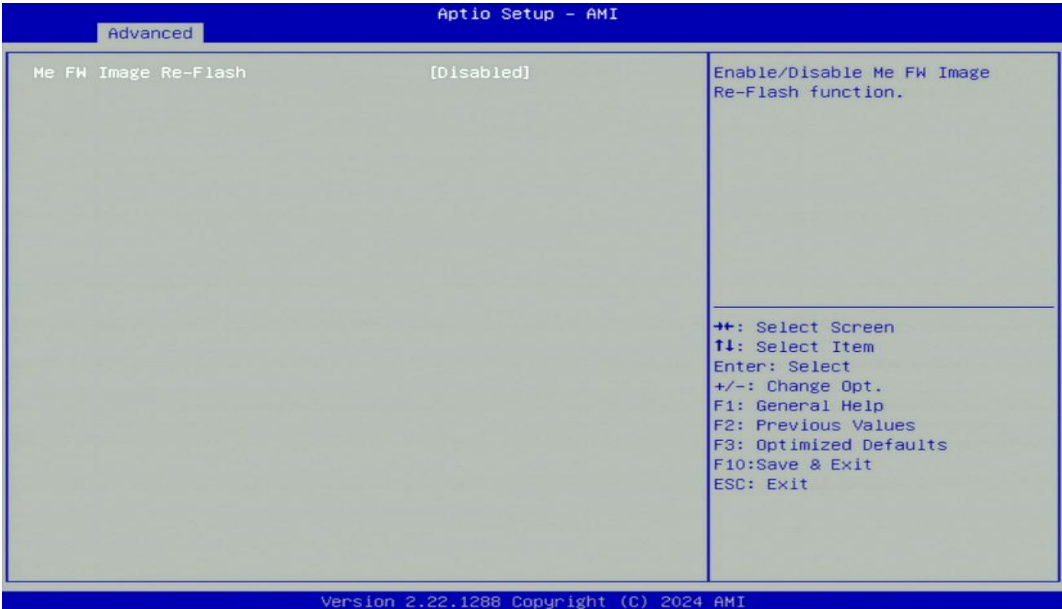 Aptio Setup - AMI
Advanced
Me FW Image Re-Flash [Disabled]
Enable/Disable Me FW Image
Re-Flash function.
→←: Select Screen
↑↓: Select Item
Enter: Select
+/-: Change Opt.
F1: General Help
F2: Previous Values
F3: Optimized Defaults
F10:Save & Exit
ESC: Exit
Version 2.22.1288 Copyright (C) 2024 AMI